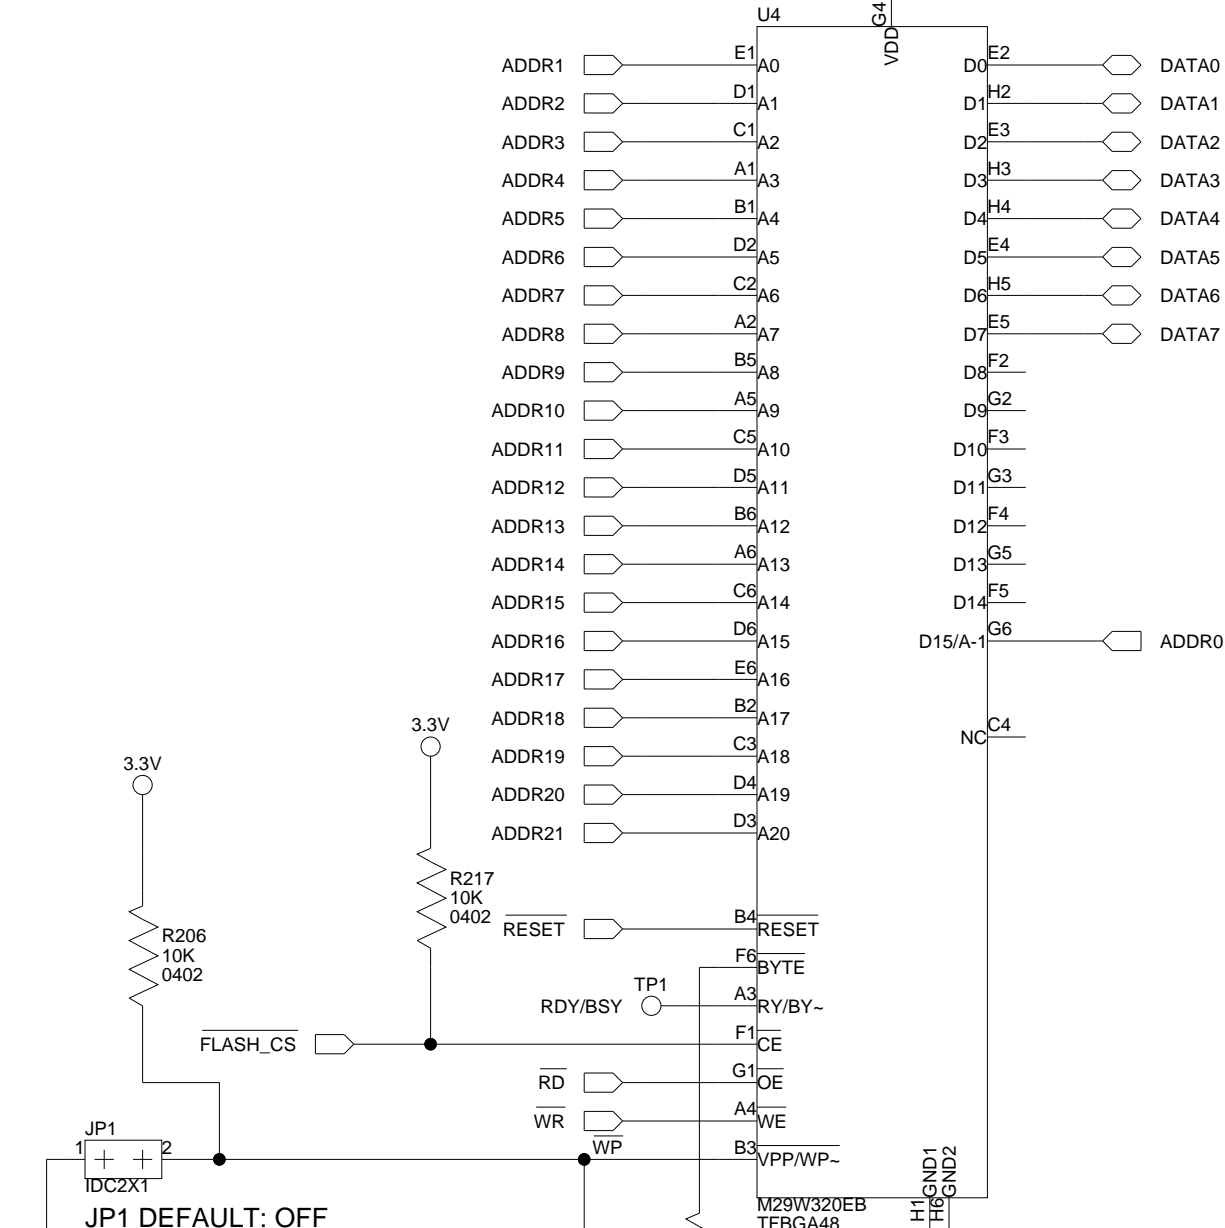 U4
G4
VDD
ADDR1 E1 A0 D0 E2 DATA0
ADDR2 D1 A1 D1 H2 DATA1
ADDR3 C1 A2 D2 E3 DATA2
ADDR4 A1 A3 D3 H3 DATA3
ADDR5 B1 A4 D4 H4 DATA4
ADDR6 D2 A5 D5 E4 DATA5
ADDR7 C2 A6 D6 H5 DATA6
ADDR8 A2 A7 D7 E5 DATA7
ADDR9 B5 A8 D8 F2
ADDR10 A5 A9 D9 G2
ADDR11 C5 A10 D10 F3
ADDR12 D5 A11 D11 G3
ADDR13 B6 A12 D12 F4
ADDR14 A6 A13 D13 G5
ADDR15 C6 A14 D14 F5
ADDR16 D6 A15 D15/A-1 G6 ADDR0
ADDR17 E6 A16
ADDR18 B2 A17
NC C4
ADDR19 C3 A18
ADDR20 D4 A19
ADDR21 D3 A20
3.3V
3.3V
R217
10K
0402
R206
10K
0402
RESET B4 RESET
F6 BYTE
TP1
RDY/BSY A3 RY/BY~
FLASH_CS F1 CE
RD G1 OE
WR A4 WE
WP B3 VPP/WP~
JP1
1 2
IDC2X1
JP1 DEFAULT: OFF
GND1
GND2
H1
H6
M29W320EB
TFBGA48